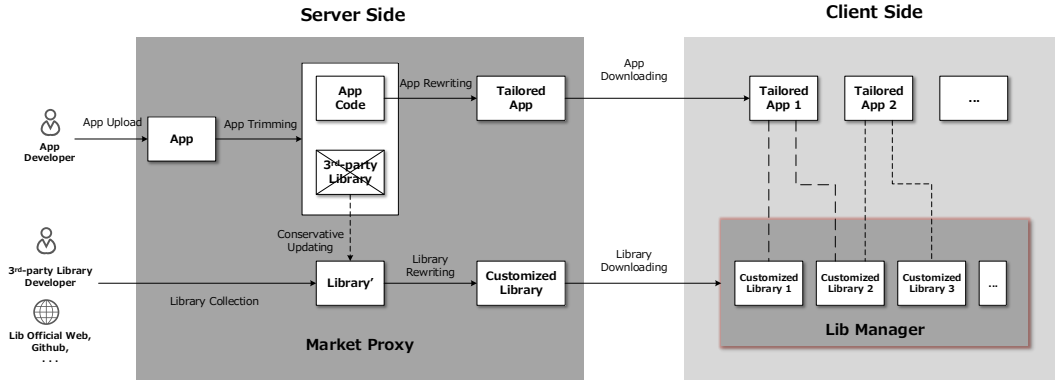 Server Side
Client Side
App Developer
App Upload
App
App Trimming
App
Code
3rd-party
Library
App Rewriting
Tailored
App
App
Downloading
Tailored
App 1
Tailored
App 2
...
Conservative
Updating
3rd-party Library
Developer
Lib Official Web,
Github,
. . .
Library Collection
Library’
Library
Rewriting
Customized
Library
Library
Downloading
Customized
Library 1
Customized
Library 2
Customized
Library 3
...
Market Proxy
Lib Manager